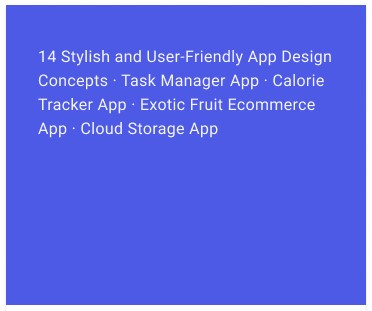 14 Stylish and User-Friendly App Design
Concepts · Task Manager App · Calorie
Tracker App · Exotic Fruit Ecommerce
App · Cloud Storage App